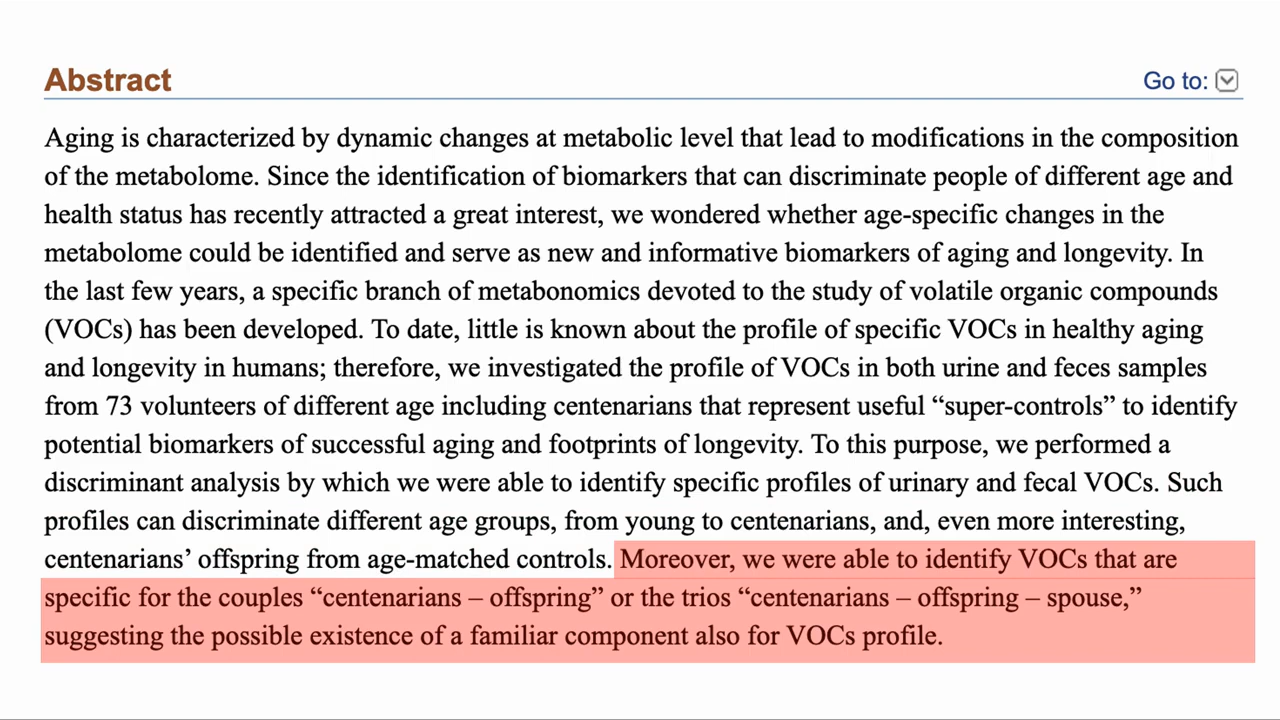 Abstract
Go to:
Aging is characterized by dynamic changes at metabolic level that lead to modifications in the composition
of the metabolome. Since the identification of biomarkers that can discriminate people of different age and
health status has recently attracted a great interest, we wondered whether age-specific changes in the
metabolome could be identified and serve as new and informative biomarkers of aging and longevity. In
the last few years, a specific branch of metabonomics devoted to the study of volatile organic compounds
(VOCs) has been developed. To date, little is known about the profile of specific VOCs in healthy aging
and longevity in humans; therefore, we investigated the profile of VOCs in both urine and feces samples
from 73 volunteers of different age including centenarians that represent useful “super-controls” to identify
potential biomarkers of successful aging and footprints of longevity. To this purpose, we performed a
discriminant analysis by which we were able to identify specific profiles of urinary and fecal VOCs. Such
profiles can discriminate different age groups, from young to centenarians, and, even more interesting,
centenarians’ offspring from age-matched controls. Moreover, we were able to identify VOCs that are
specific for the couples “centenarians – offspring” or the trios “centenarians – offspring – spouse,”
suggesting the possible existence of a familiar component also for VOCs profile.